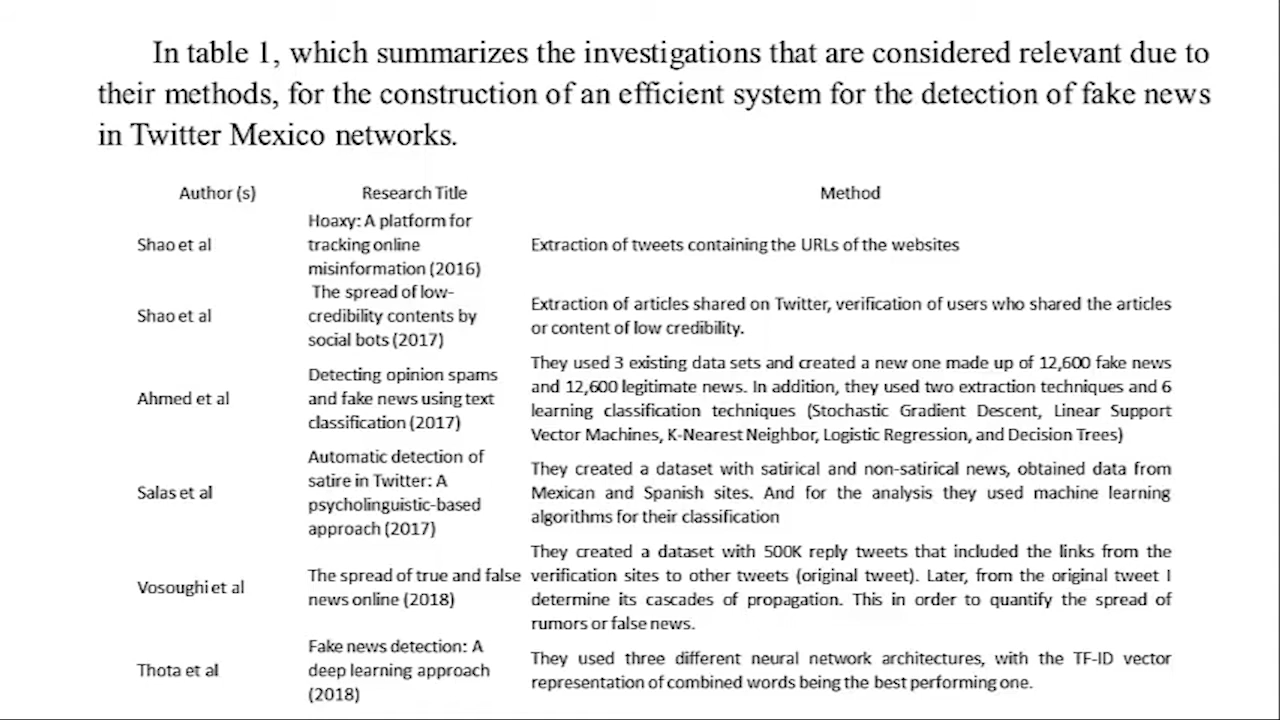 In table 1, which summarizes the investigations that are considered relevant due to
their methods, for the construction of an efficient system for the detection of fake news
in Twitter Mexico networks.
Author (s) Research Title Method
Shao et al
Hoaxy: A platform for
tracking online
misinformation (2016)
Extraction of tweets containing the URLs of the websites
Shao et al
The spread of low-
credibility contents by
social bots (2017)
Extraction of articles shared on Twitter, verification of users who shared the articles
or content of low credibility.
Ahmed et al
Detecting opinion spams
and fake news using text
classification (2017)
They used 3 existing data sets and created a new one made up of 12,600 fake news
and 12,600 legitimate news. In addition, they used two extraction techniques and 6
learning classification techniques (Stochastic Gradient Descent, Linear Support
Vector Machines, K-Nearest Neighbor, Logistic Regression, and Decision Trees)
Salas et al
Automatic detection of
satire in Twitter: A
psycholinguistic-based
approach (2017)
They created a dataset with satirical and non-satirical news, obtained data from
Mexican and Spanish sites. And for the analysis they used machine learning
algorithms for their classification
Vosoughi et al
The spread of true and false
news online (2018)
They created a dataset with 500K reply tweets that included the links from the
verification sites to other tweets (original tweet). Later, from the original tweet I
determine its cascades of propagation. This in order to quantify the spread of
rumors or false news.
Thota et al
Fake news detection: A
deep learning approach
(2018)
They used three different neural network architectures, with the TF-ID vector
representation of combined words being the best performing one.